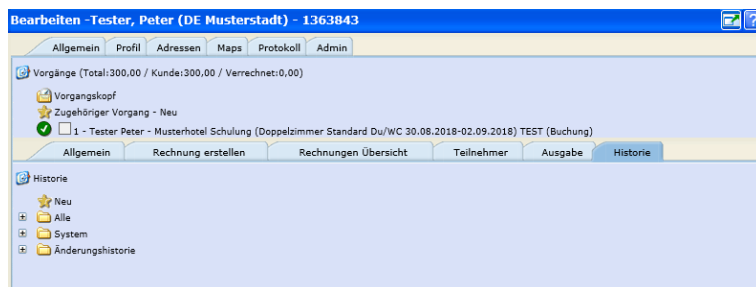 Bearbeiten -Tester, Peter (DE Musterstadt) - 1363843
Allgemein Profil Adressen Maps Protokoll Admin
Vorgänge (Total:300,00 / Kunde:300,00 / Verrechnet:0,00)
Vorgangskopf
Zugehöriger Vorgang - Neu
1 - Tester Peter - Musterhotel Schulung (Doppelzimmer Standard Du/WC 30.08.2018-02.09.2018) TEST (Buchung)
Allgemein Rechnung erstellen Rechnungen Übersicht Teilnehmer Ausgabe Historie
Historie
Neu
Alle
System
Änderungshistorie